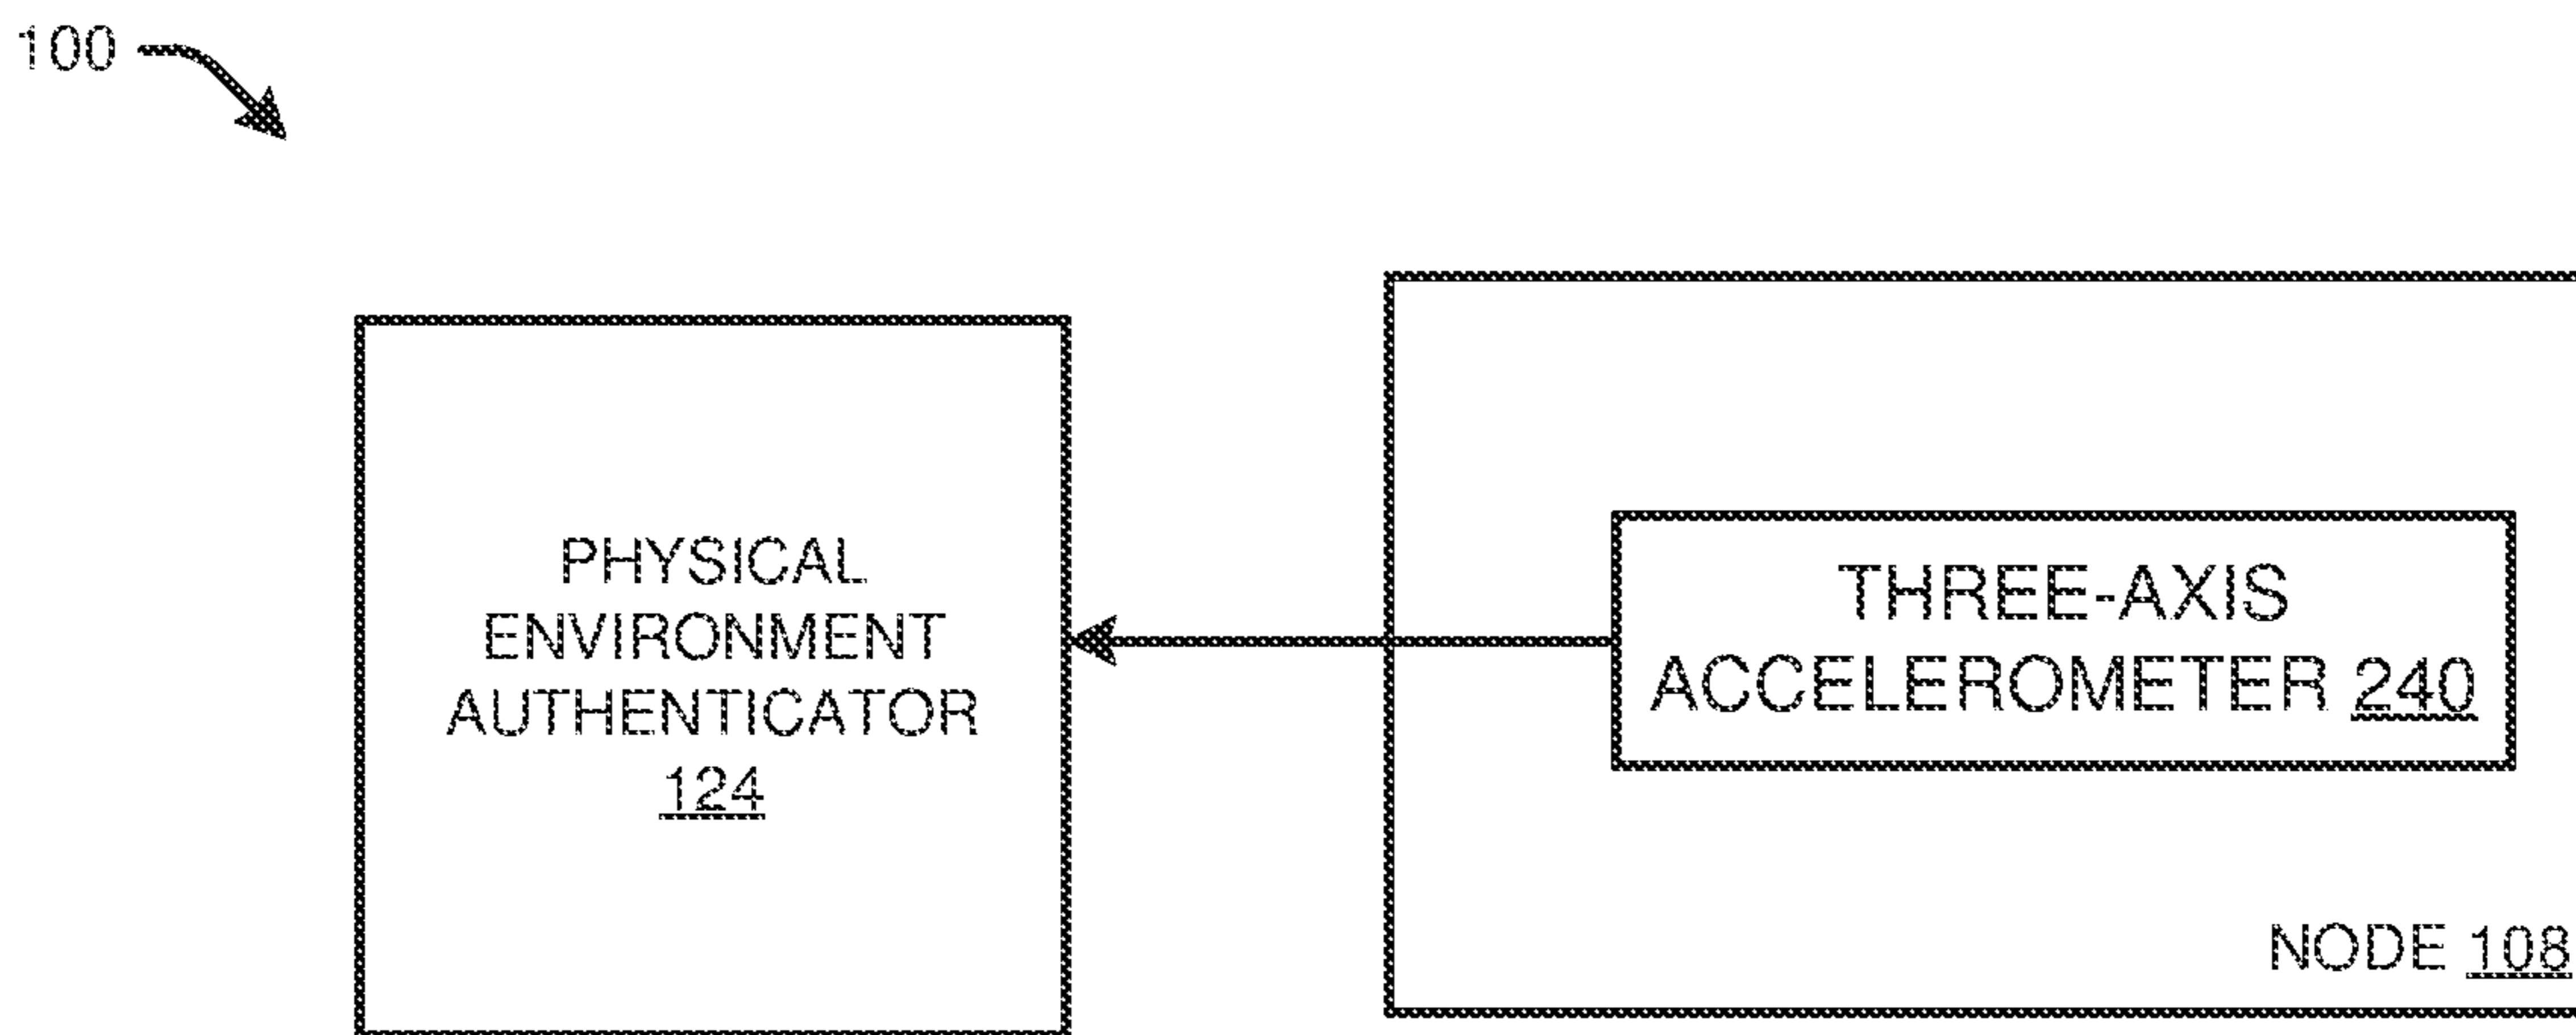 100
PHYSICAL
ENVIRONMENT
AUTHENTICATOR
124
THREE-AXIS
ACCELEROMETER 240
NODE 108